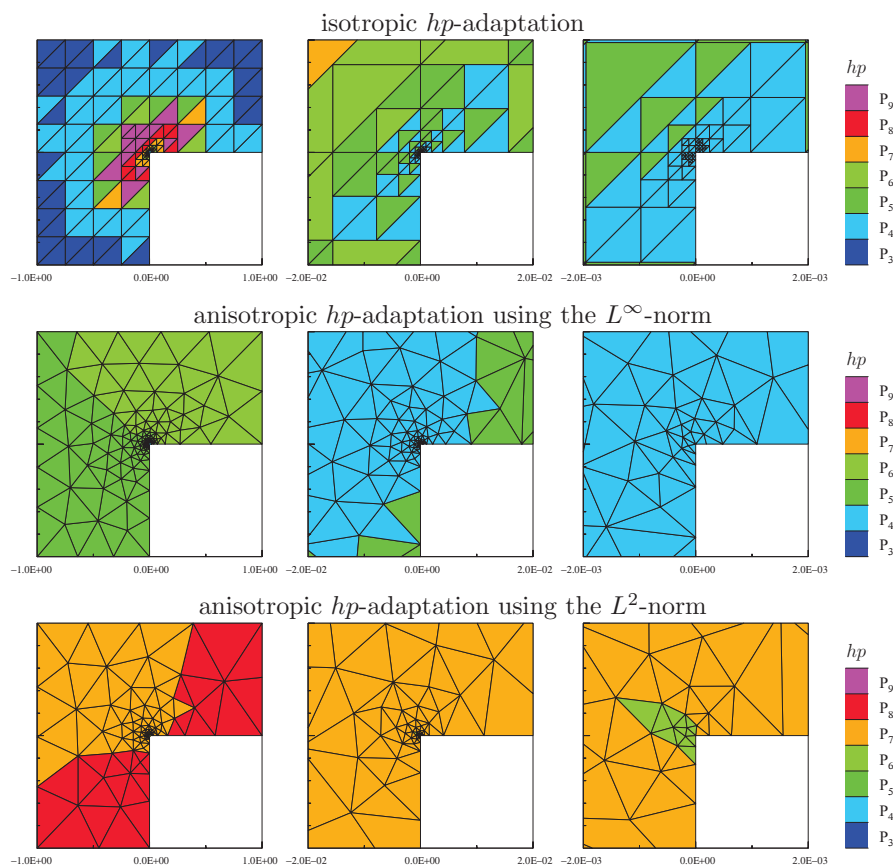 isotropic hp-adaptation
hp
P₉
P₈
P₇
P₆
P₅
P₄
P₃
−1.0E+00 0.0E+00 1.0E+00
−2.0E−02 0.0E+00 2.0E−02
−2.0E−03 0.0E+00 2.0E−03
anisotropic hp-adaptation using the L∞-norm
hp
P₉
P₈
P₇
P₆
P₅
P₄
P₃
−1.0E+00 0.0E+00 1.0E+00
−2.0E−02 0.0E+00 2.0E−02
−2.0E−03 0.0E+00 2.0E−03
anisotropic hp-adaptation using the L²-norm
hp
P₉
P₈
P₇
P₆
P₅
P₄
P₃
−1.0E+00 0.0E+00 1.0E+00
−2.0E−02 0.0E+00 2.0E−02
−2.0E−03 0.0E+00 2.0E−03